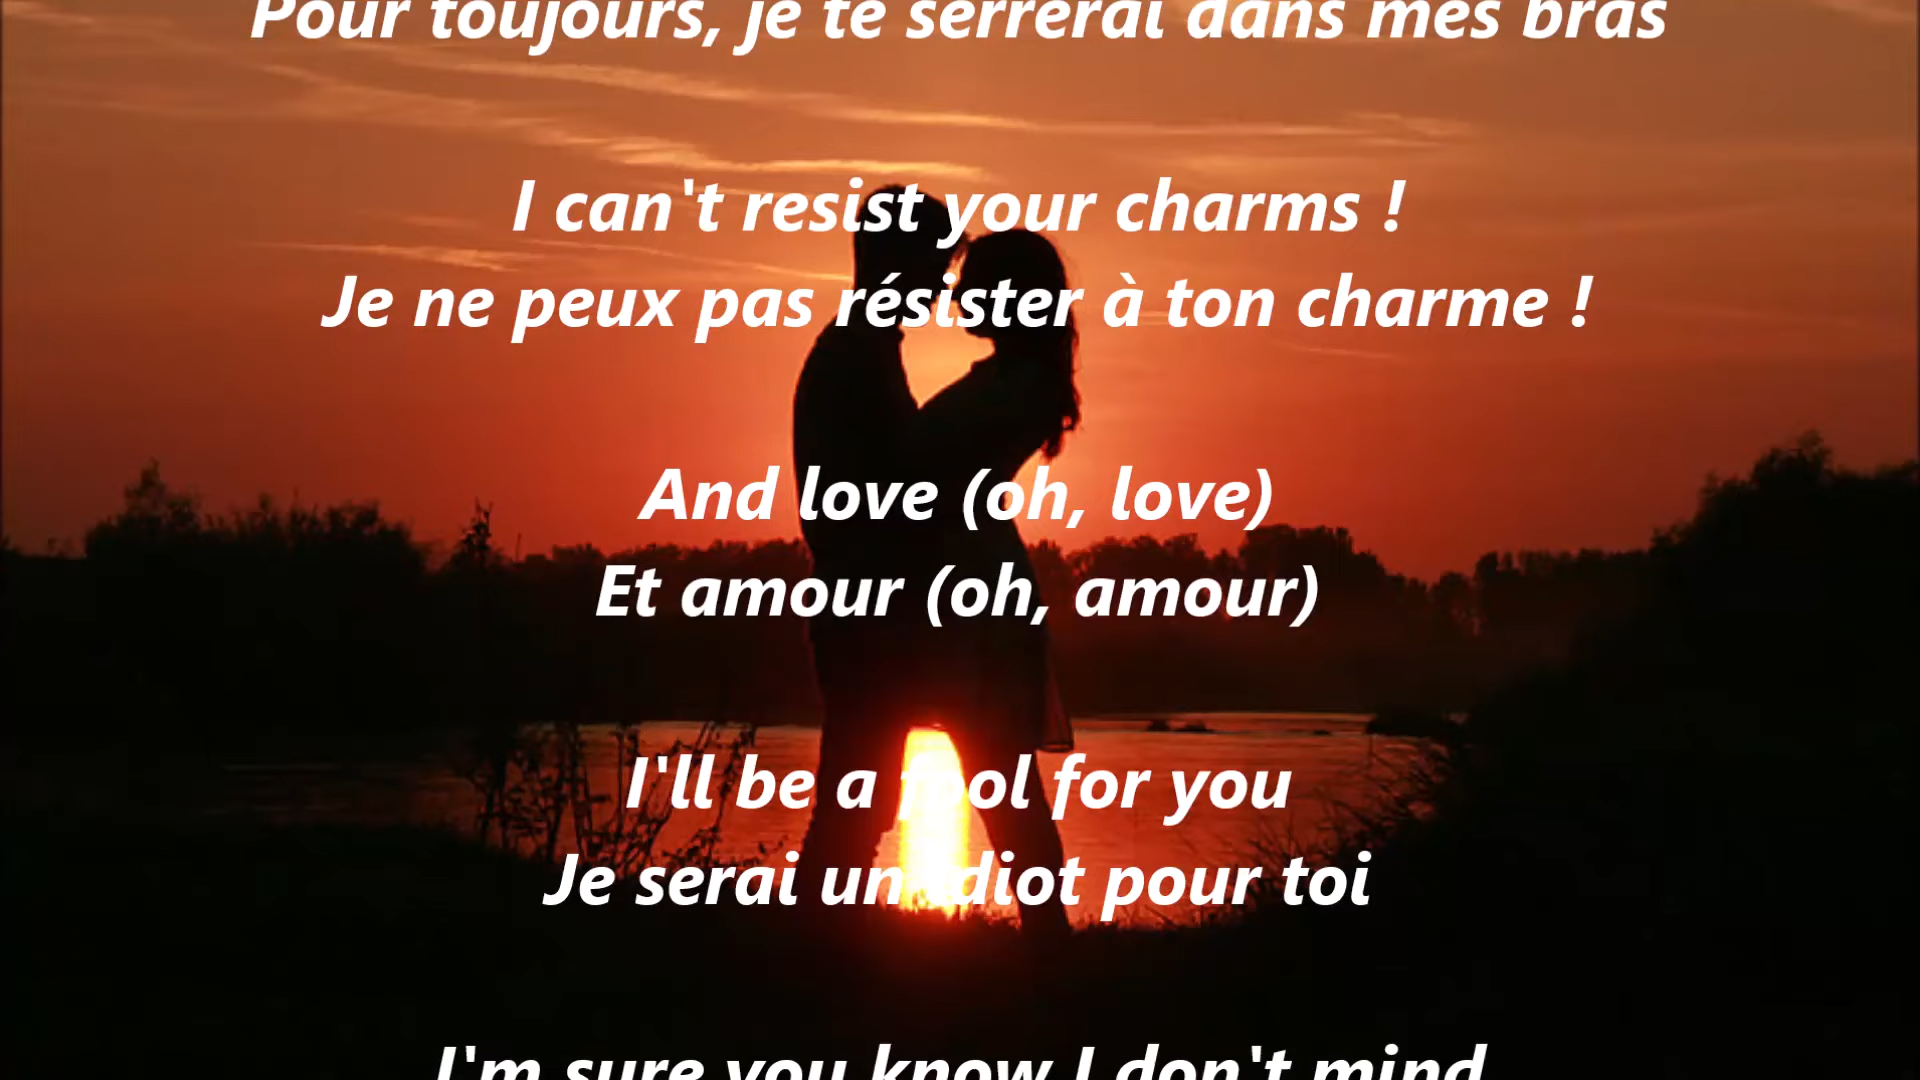 Pour toujours, je te serrerai dans mes bras
I can't resist your charms !
Je ne peux pas résister à ton charme !
And love (oh, love)
Et amour (oh, amour)
I'll be a fool for you
Je serai un idiot pour toi
I'm sure you know I don't mind